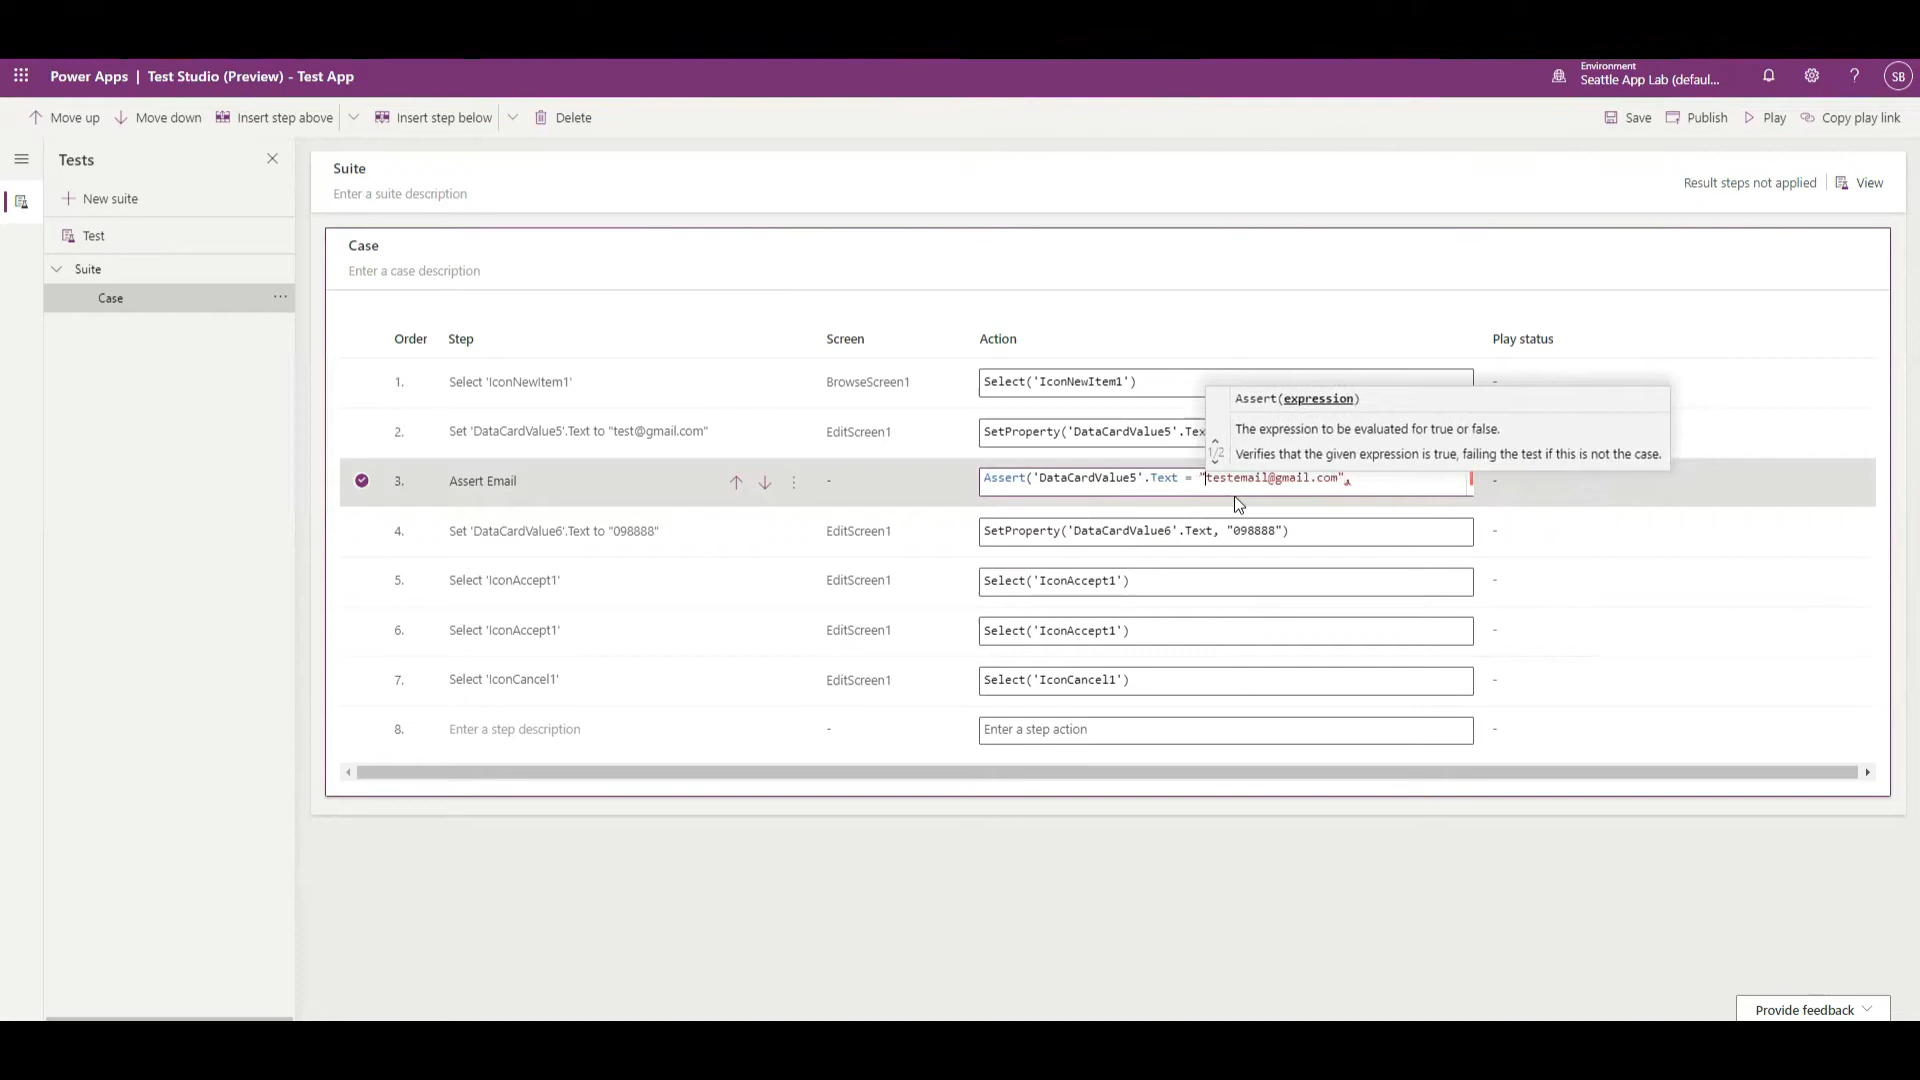 Power Apps | Test Studio (Preview) - Test App
Environment
Seattle App Lab (defaul...
SB
Move up
Move down
Insert step above
Insert step below
Delete
Save
Publish
Play
Copy play link
Tests
New suite
Test
Suite
Case
Suite
Enter a suite description
Result steps not applied
View
Case
Enter a case description
Order Step Screen Action Play status
1. Select 'IconNewItem1' BrowseScreen1 Select('IconNewItem1') -
Assert(expression)
The expression to be evaluated for true or false.
1/2
Verifies that the given expression is true, failing the test if this is not the case.
2. Set 'DataCardValue5'.Text to "test@gmail.com" EditScreen1 SetProperty('DataCardValue5'.Tex
3. Assert Email - Assert('DataCardValue5'.Text = "testemail@gmail.com", -
4. Set 'DataCardValue6'.Text to "098888" EditScreen1 SetProperty('DataCardValue6'.Text, "098888") -
5. Select 'IconAccept1' EditScreen1 Select('IconAccept1') -
6. Select 'IconAccept1' EditScreen1 Select('IconAccept1') -
7. Select 'IconCancel1' EditScreen1 Select('IconCancel1') -
8. Enter a step description - Enter a step action -
Provide feedback